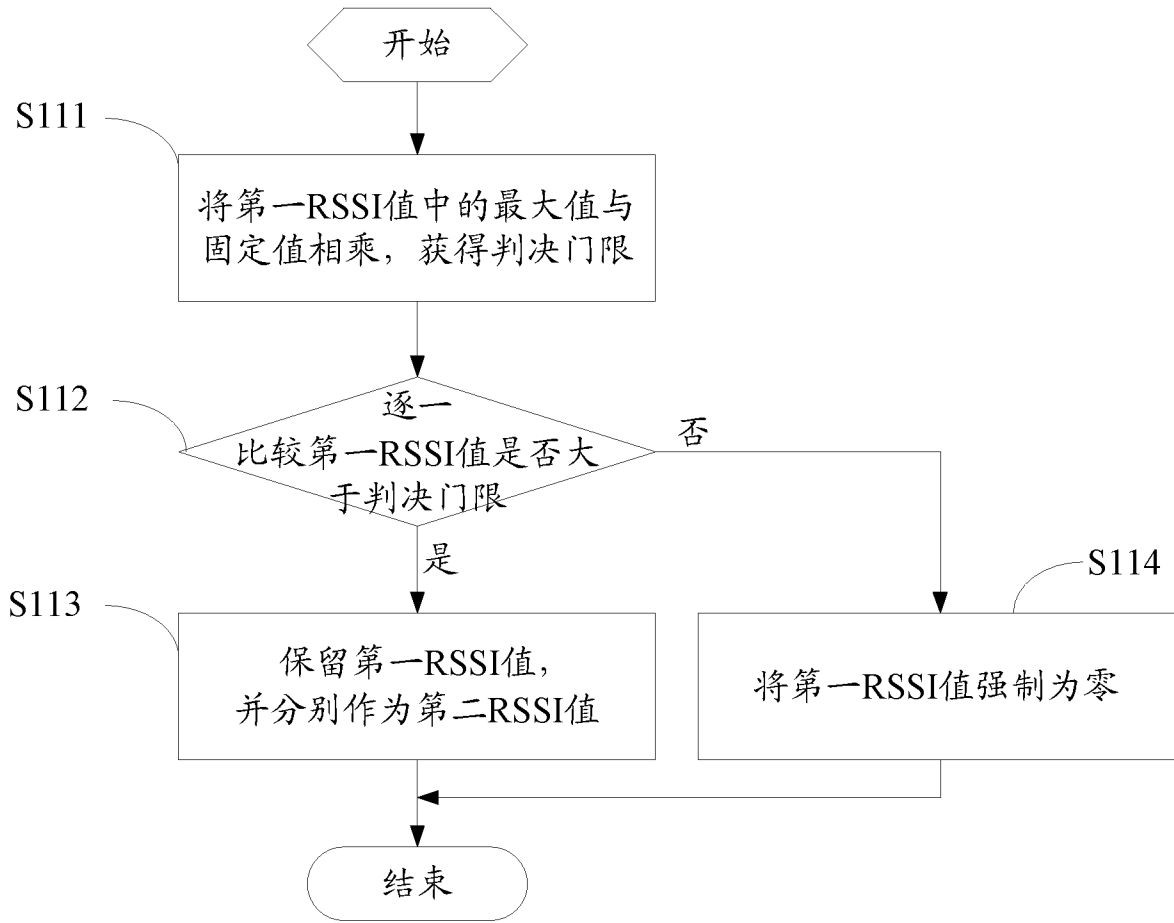 开始
S111
将第一RSSI值中的最大值与
固定值相乘，获得判决门限
S112
逐一
比较第一RSSI值是否大
于判决门限
否
是
S113
保留第一RSSI值，
并分别作为第二RSSI值
S114
将第一RSSI值强制为零
结束